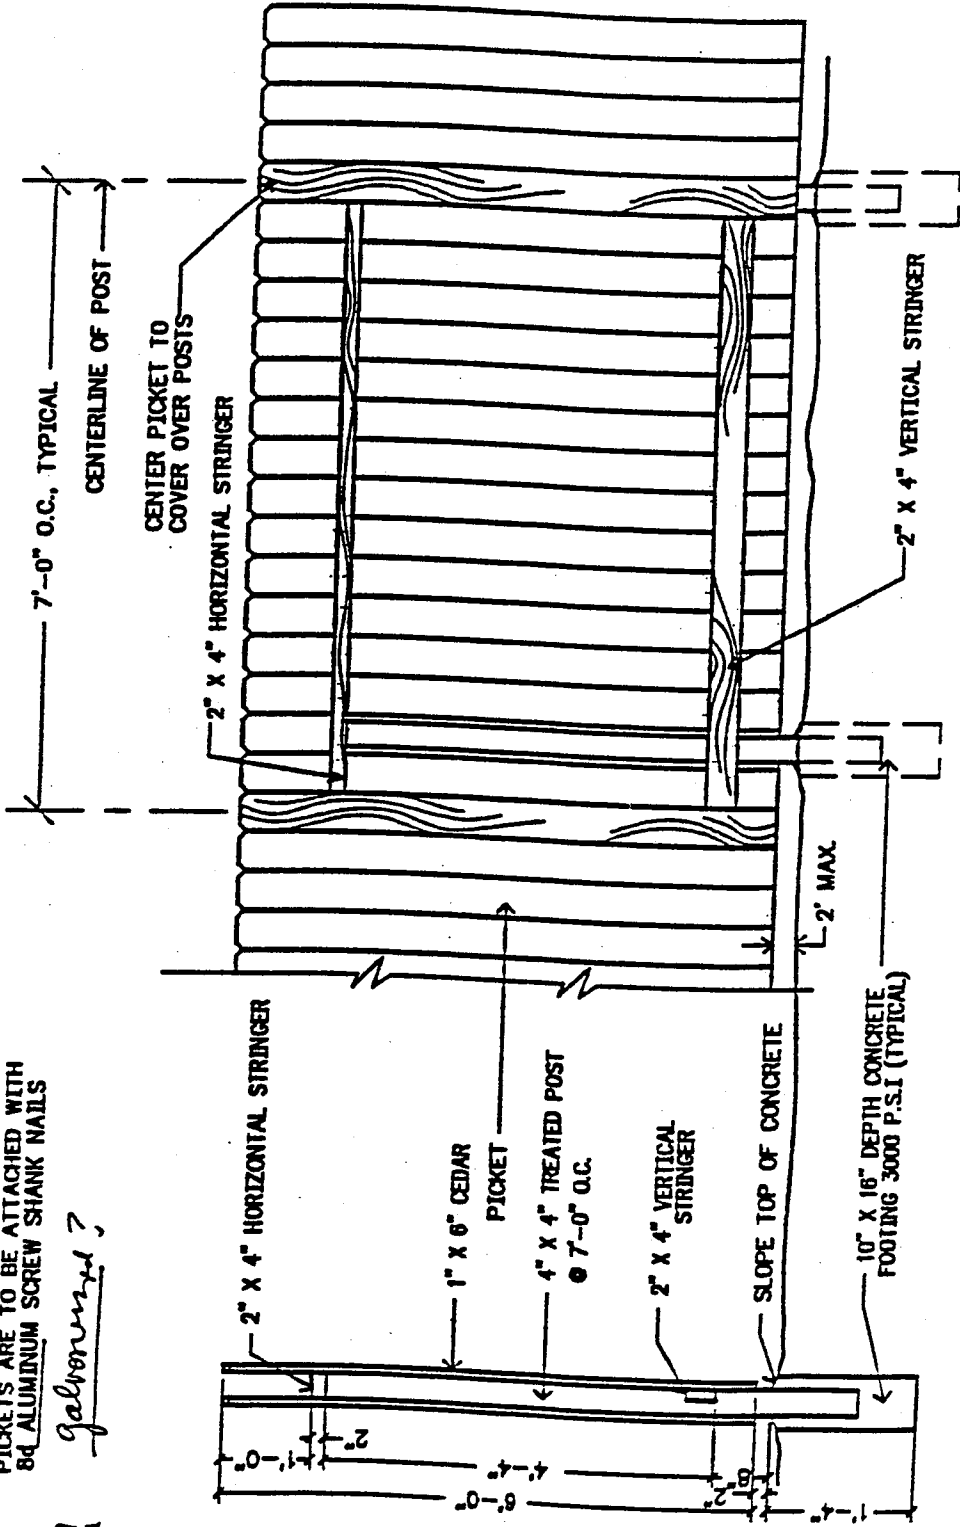 PICKETS ARE TO BE ATTACHED WITH
8d ALUMINUM SCREW SHANK NAILS
galvanized?
7'-0" O.C., TYPICAL
CENTERLINE OF POST
CENTER PICKET TO
COVER OVER POSTS
2" X 4" HORIZONTAL STRINGER
2" X 4" HORIZONTAL STRINGER
1" X 6" CEDAR
PICKET
4" X 4" TREATED POST
@ 7'-0" O.C.
2" X 4" VERTICAL
STRINGER
SLOPE TOP OF CONCRETE
10" X 16" DEPTH CONCRETE
FOOTING 3000 P.S.I (TYPICAL)
2' MAX.
2" X 4" VERTICAL STRINGER
1'-0"
2"
4'-4"
6'-0"
8"
2"
1'-4"